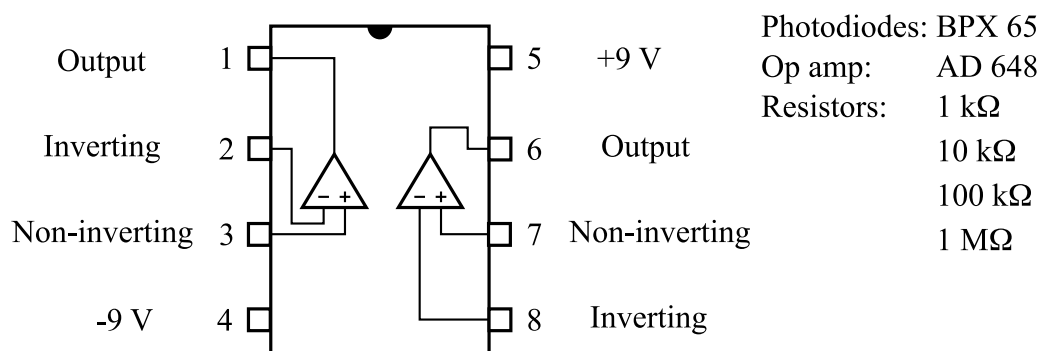 Output 1
Inverting 2
Non-inverting 3
-9 V 4
- +
- +
5 +9 V
6 Output
7 Non-inverting
8 Inverting
Photodiodes: BPX 65
Op amp: AD 648
Resistors: 1 kΩ
10 kΩ
100 kΩ
1 MΩ